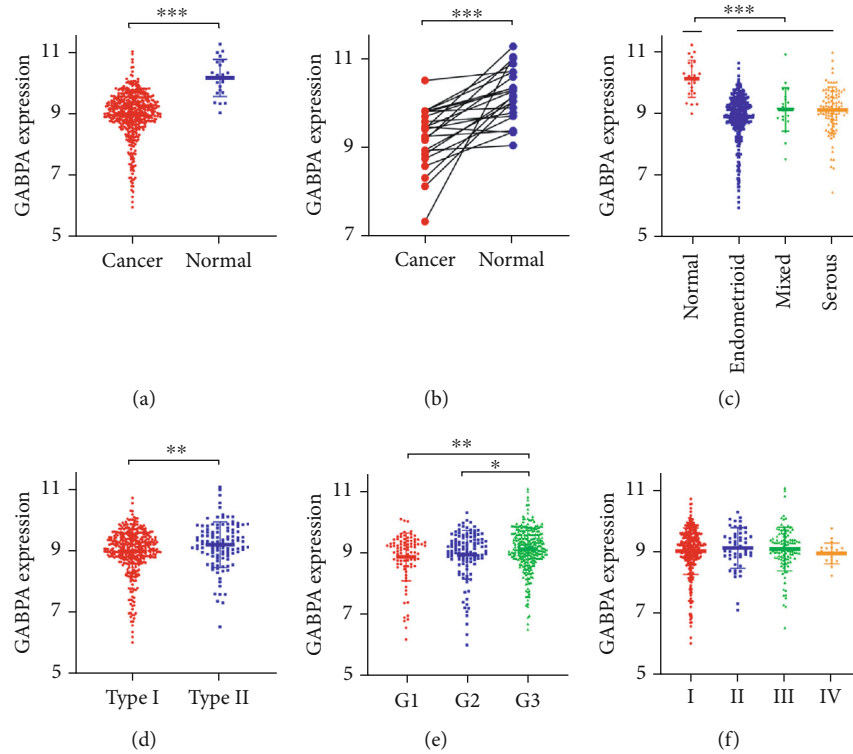 ***
GABPA expression
11
9
7
5
Cancer
Normal
(a)
***
GABPA expression
11
9
7
Cancer
Normal
(b)
***
GABPA expression
11
9
7
5
Normal
Endometrioid
Mixed
Serous
(c)
**
GABPA expression
11
9
7
5
Type I
Type II
(d)
**
*
GABPA expression
11
9
7
5
G1
G2
G3
(e)
GABPA expression
11
9
7
5
I
II
III
IV
(f)